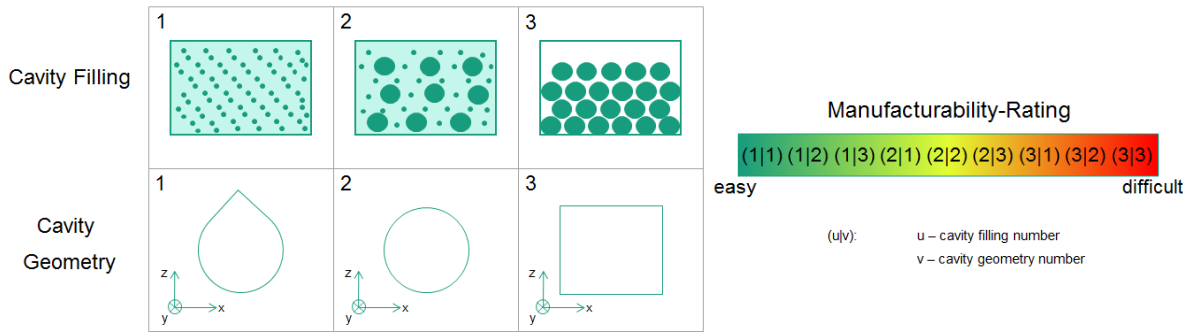 1
2
3
Cavity Filling
Manufacturability-Rating
(1|1) (1|2) (1|3) (2|1) (2|2) (2|3) (3|1) (3|2) (3|3)
easy
difficult
1
2
3
Cavity
Geometry
(u|v):
u – cavity filling number
v – cavity geometry number
z
x
y
z
x
y
z
x
y